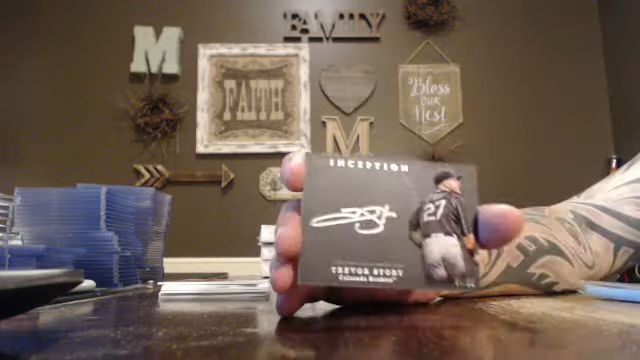 FAMILY
M
FAITH
Bless
OUR
Nest
M
INCEPTION
27
TREVOR STORY
Colorado Rockies